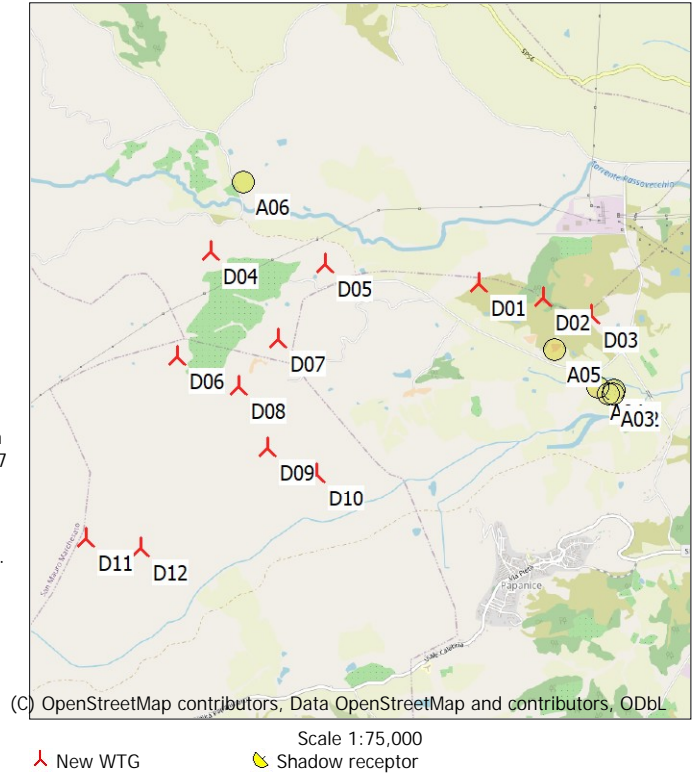 SP56
Torrente Passovecchio
A06
D04
D05
D01
D02
D03
D07
A05
D06
D08
A03
7
D09
D10
San Mauro Marchesato
D11
D12
Via Pietà
Papanice
(C) OpenStreetMap contributors, Data OpenStreetMap and contributors, ODbL
Scale 1:75,000
New WTG
Shadow receptor